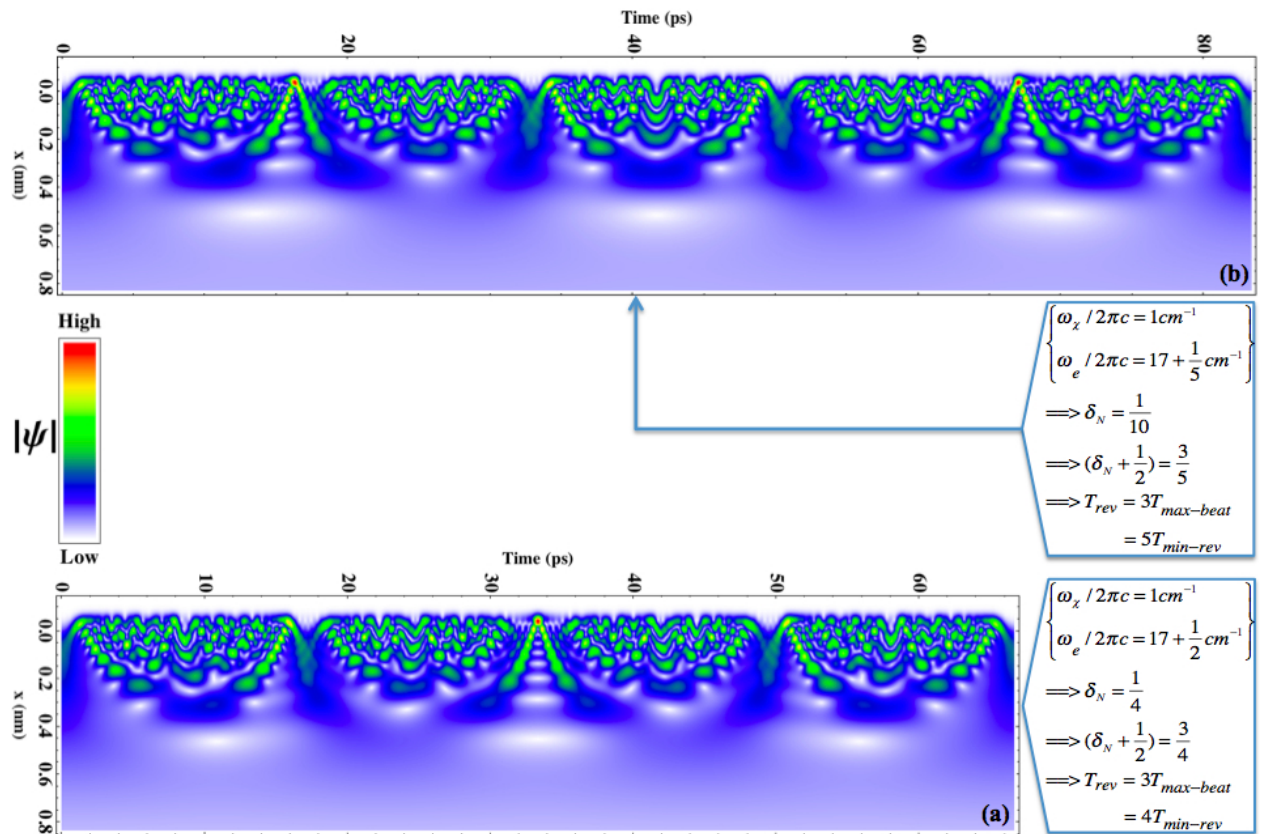 Time (ps)
0 20 40 60 80
0.0
0.2
0.4
0.6
0.8
x (nm)
(b)
High
|ψ|
Low
ω_χ / 2πc = 1cm⁻¹
ω_e / 2πc = 17 + 1/5 cm⁻¹
⟹ δ_N = 1/10
⟹ (δ_N + 1/2) = 3/5
⟹ T_rev = 3T_max−beat
= 5T_min−rev
Time (ps)
0 10 20 30 40 50 60
0.0
0.2
0.4
0.6
0.8
x (nm)
(a)
ω_χ / 2πc = 1cm⁻¹
ω_e / 2πc = 17 + 1/2 cm⁻¹
⟹ δ_N = 1/4
⟹ (δ_N + 1/2) = 3/4
⟹ T_rev = 3T_max−beat
= 4T_min−rev